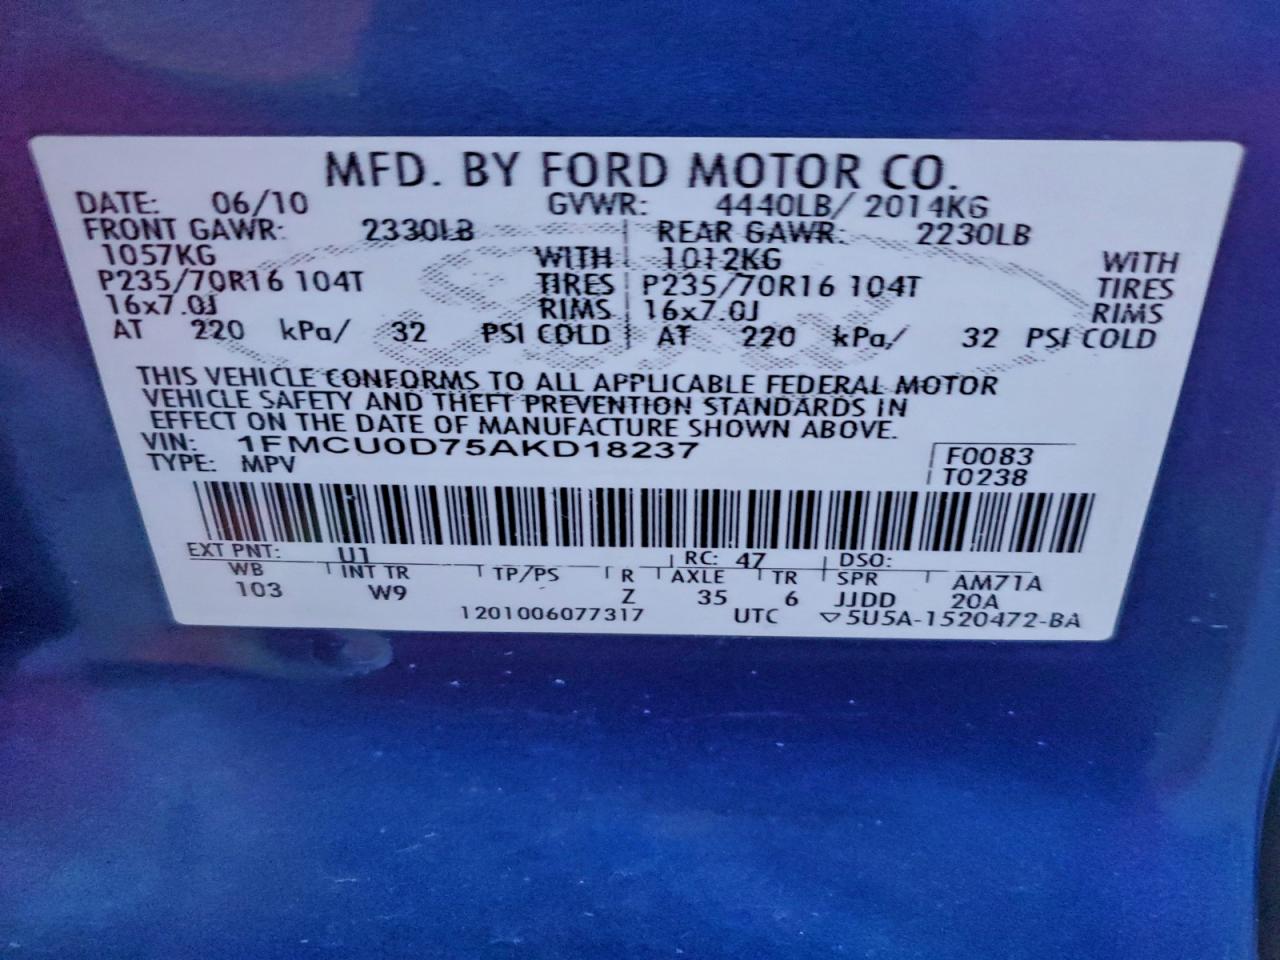 MFD. BY FORD MOTOR CO.
DATE: 06/10 GVWR: 4440LB/ 2014KG
FRONT GAWR: 2330LB REAR GAWR: 2230LB
1057KG WITH 1012KG WITH
P235/70R16 104T TIRES P235/70R16 104T TIRES
16x7.0J RIMS 16x7.0J RIMS
AT 220 kPa/ 32 PSI COLD AT 220 kPa/ 32 PSI COLD
THIS VEHICLE CONFORMS TO ALL APPLICABLE FEDERAL MOTOR
VEHICLE SAFETY AND THEFT PREVENTION STANDARDS IN
EFFECT ON THE DATE OF MANUFACTURE SHOWN ABOVE.
VIN: 1FMCU0D75AKD18237 F0083
TYPE: MPV T0238
EXT PNT: U1 RC: 47 DSO:
WB INT TR TP/PS R AXLE TR SPR AM71A
103 W9 Z 35 6 JJDD 20A
1201006077317 UTC ▽5U5A-1520472-BA